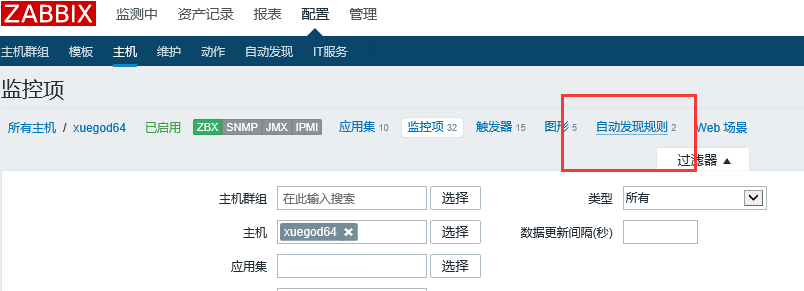 ZABBIX 监测中 资产记录 报表 配置 管理
主机群组 模板 主机 维护 动作 自动发现 IT服务
监控项
所有主机 / xuegod64 已启用 ZBX SNMP JMX IPMI 应用集 10 监控项 32 触发器 15 图形 5 自动发现规则 2 Web 场景
过滤器 ▲
主机群组 在此输入搜索 选择 类型 所有
主机 xuegod64 ✖ 选择 数据更新间隔(秒)
应用集 选择